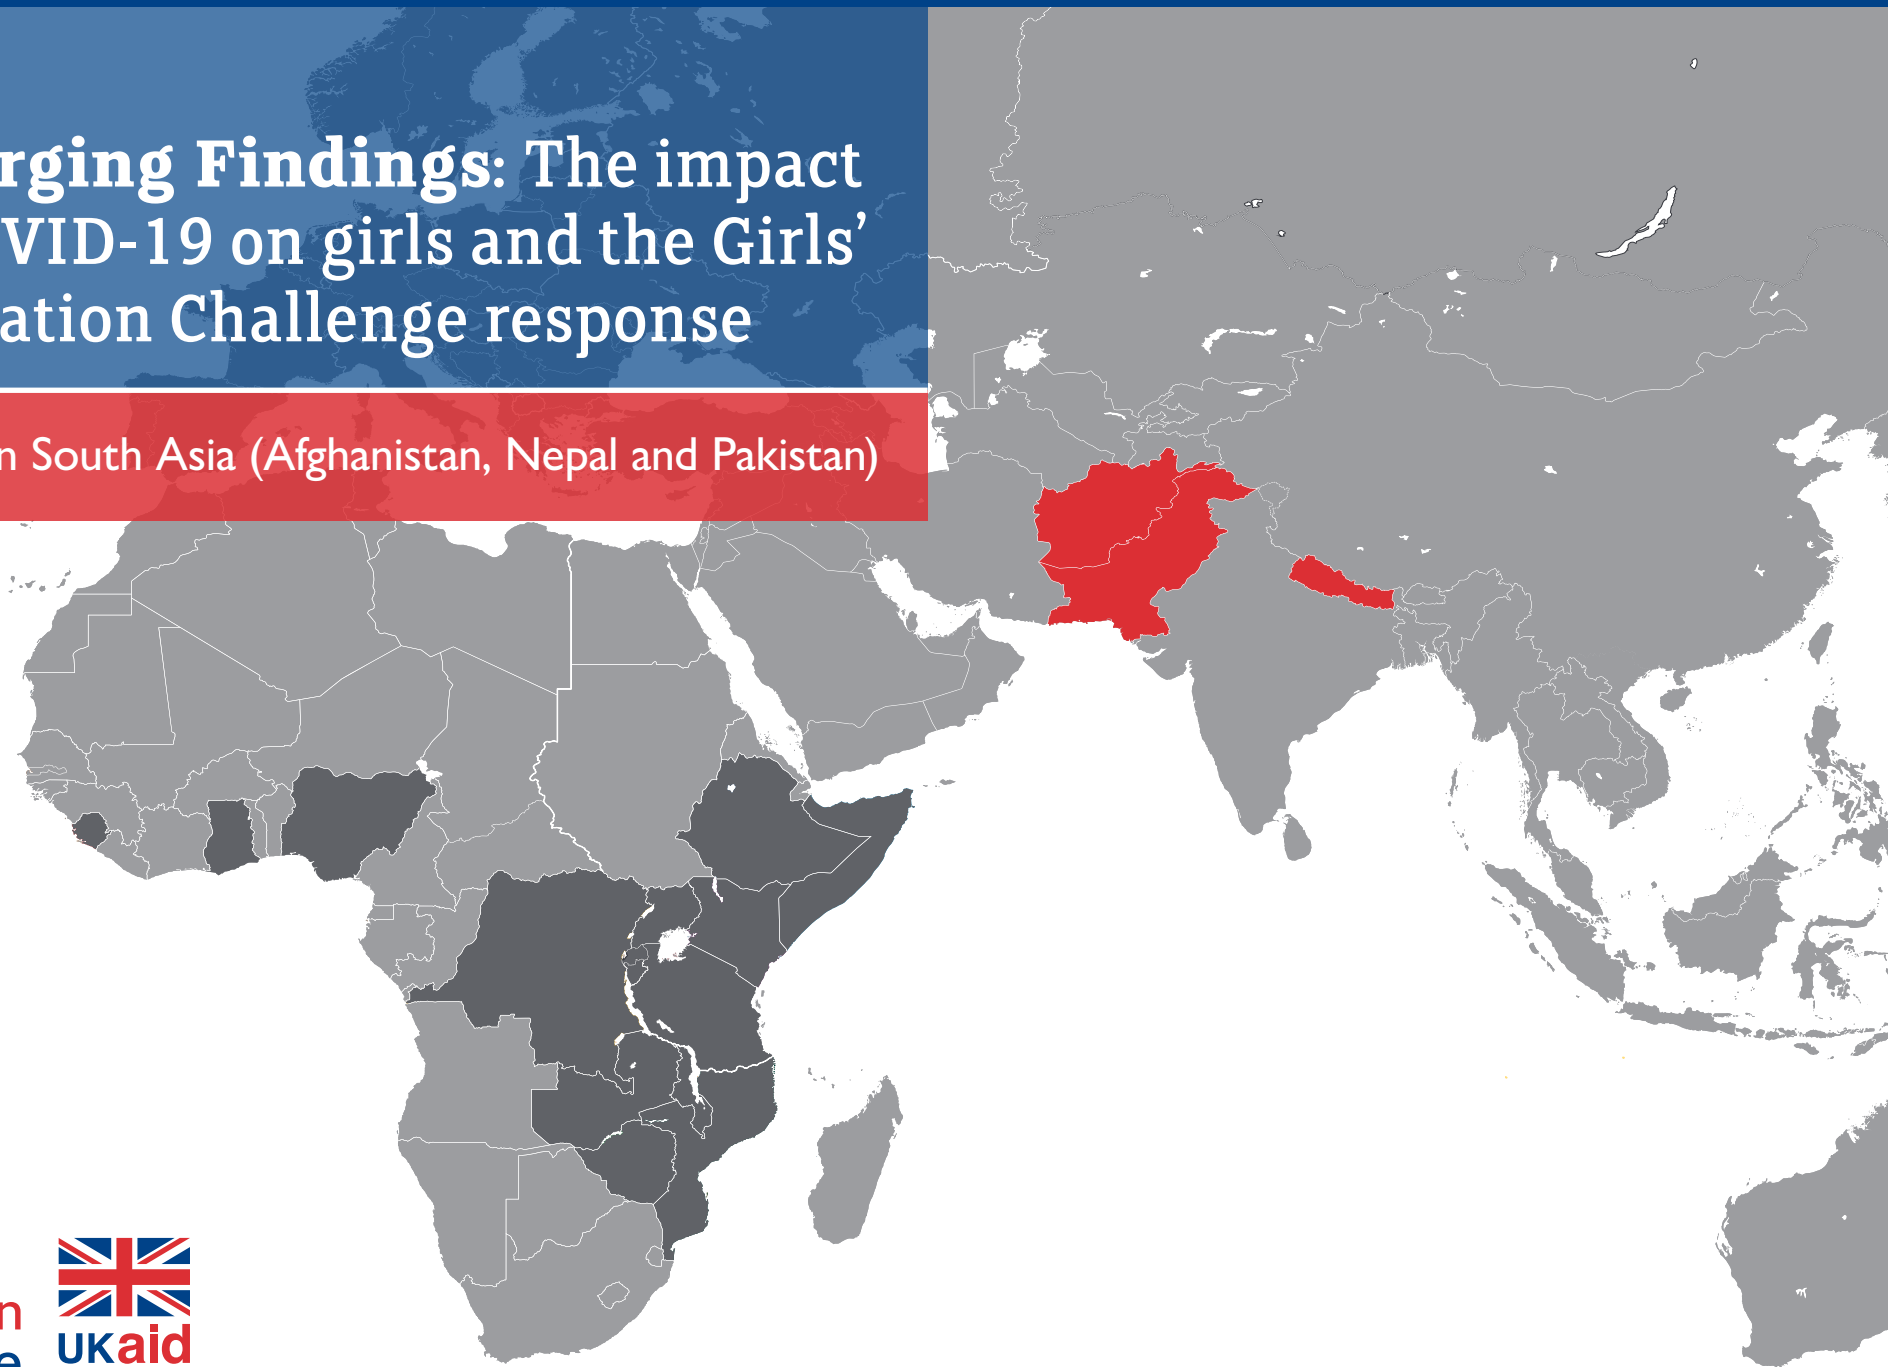 rging Findings: The impact
VID-19 on girls and the Girls’
ation Challenge response
n South Asia (Afghanistan, Nepal and Pakistan)
n
e
UKaid